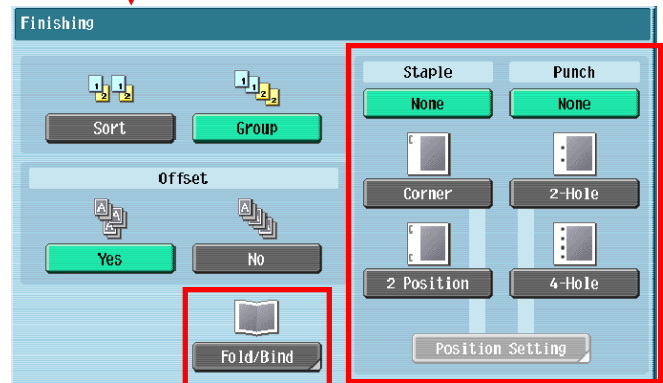 Finishing
Sort
Group
Offset
Yes
No
Fold/Bind
Staple
Punch
None
None
Corner
2-Hole
2 Position
4-Hole
Position Setting